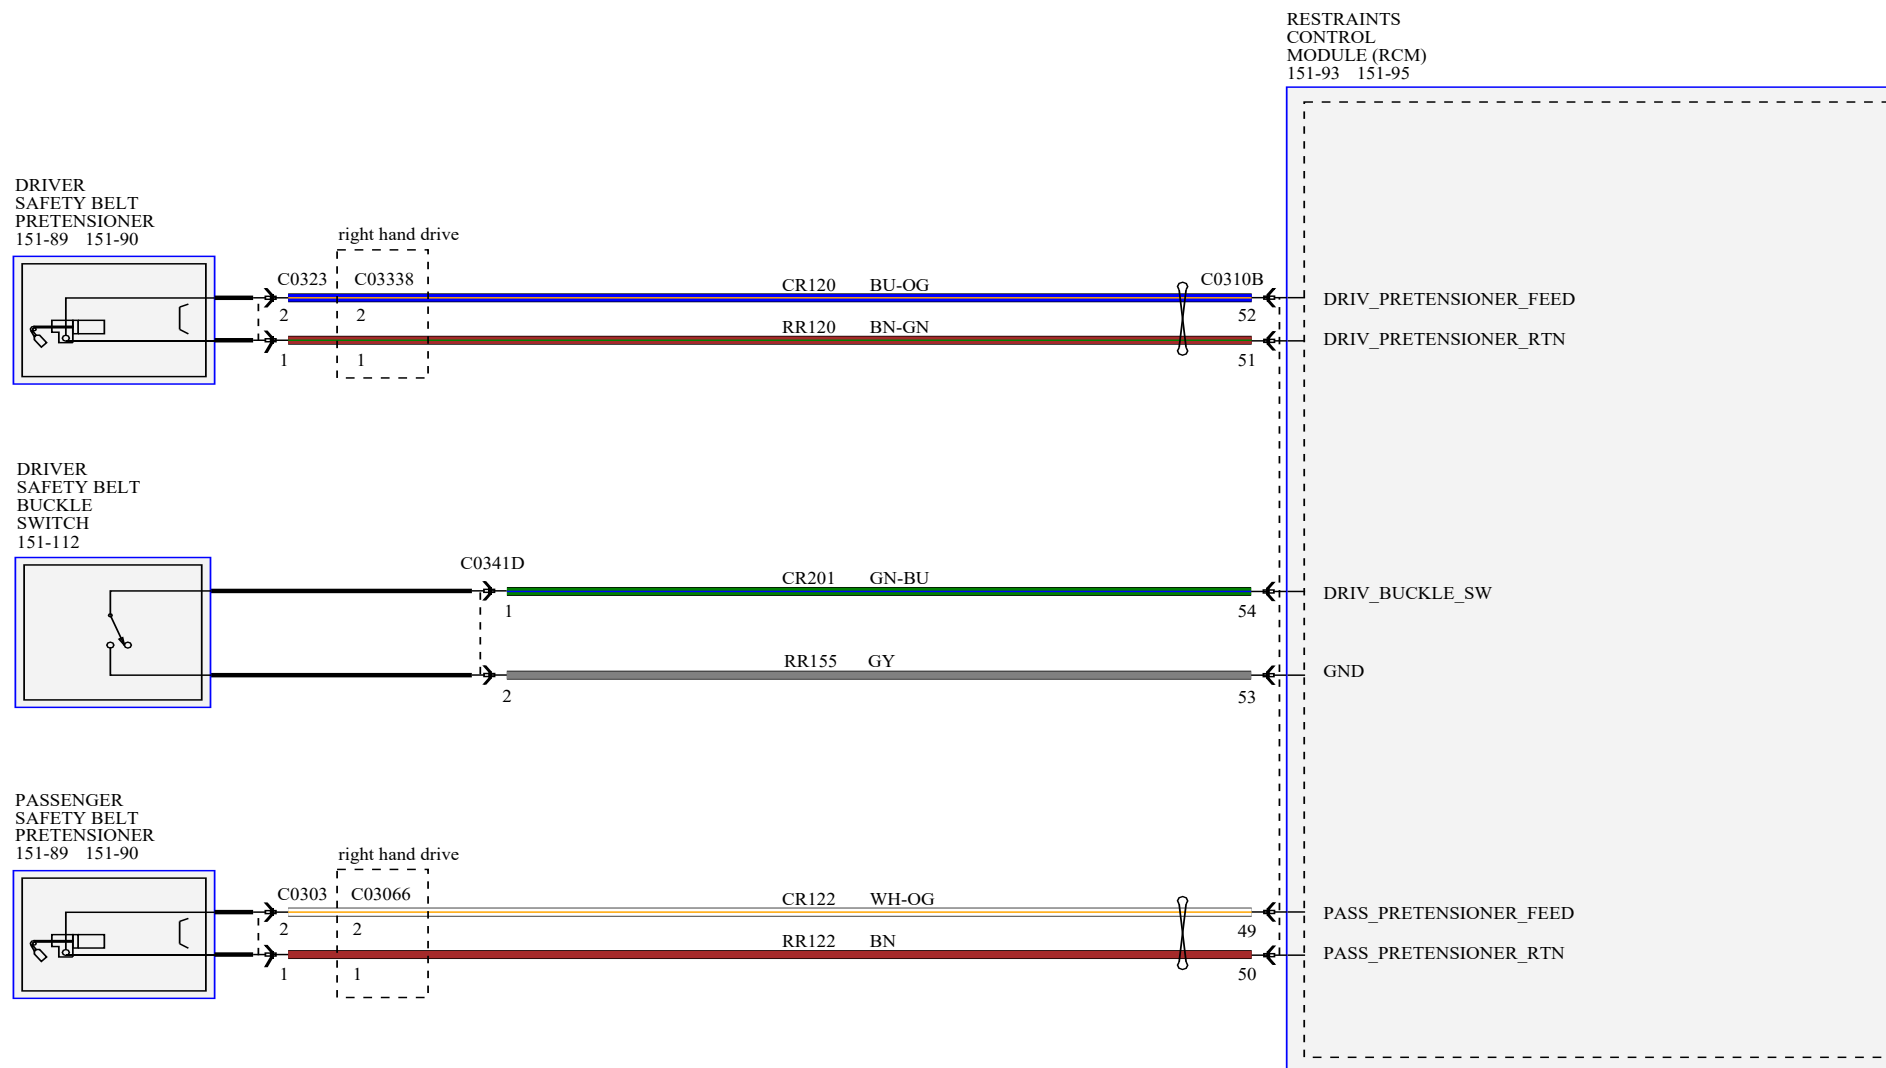 RESTRAINTS
CONTROL
MODULE (RCM)
151-93 151-95
DRIVER
SAFETY BELT
PRETENSIONER
151-89 151-90
right hand drive
C0323
C03338
CR120 BU-OG
C0310B
2
2
52
DRIV_PRETENSIONER_FEED
RR120 BN-GN
1
1
51
DRIV_PRETENSIONER_RTN
DRIVER
SAFETY BELT
BUCKLE
SWITCH
151-112
C0341D
CR201 GN-BU
1
54
DRIV_BUCKLE_SW
RR155 GY
2
53
GND
PASSENGER
SAFETY BELT
PRETENSIONER
151-89 151-90
right hand drive
C0303
C03066
CR122 WH-OG
2
2
49
PASS_PRETENSIONER_FEED
RR122 BN
1
1
50
PASS_PRETENSIONER_RTN